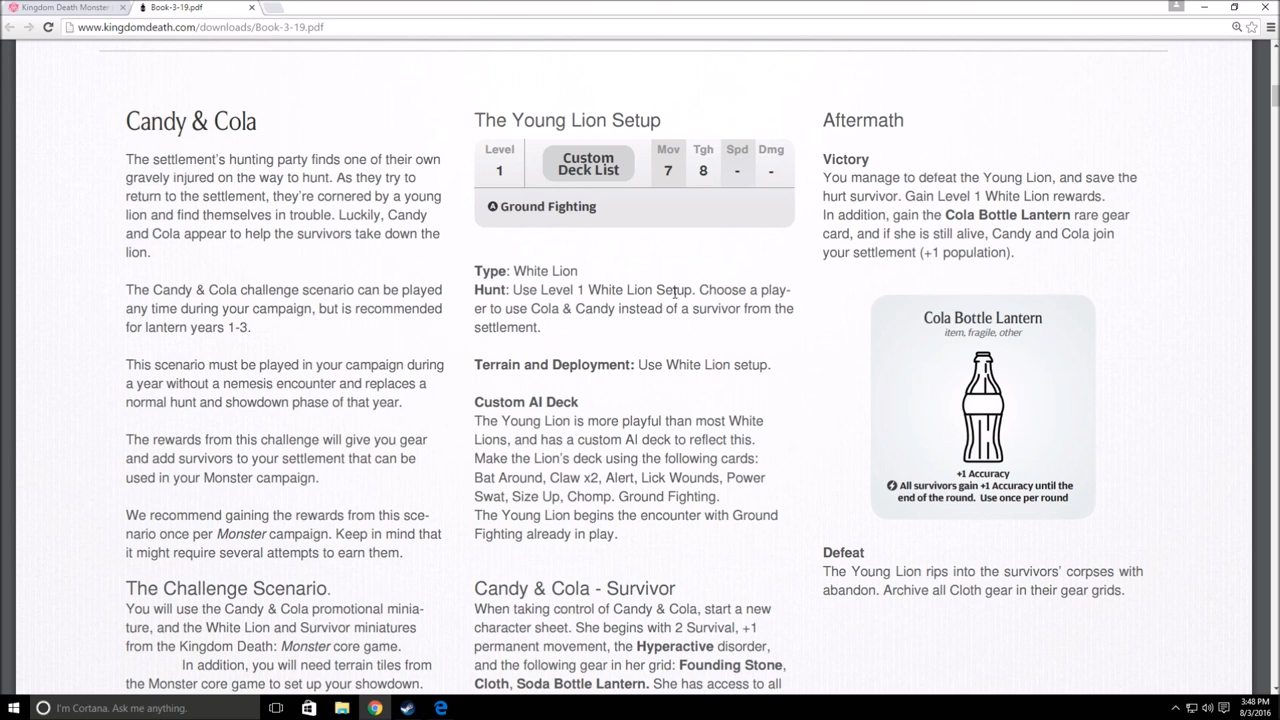 Kingdom Death Monster
Book-3-19.pdf
www.kingdomdeath.com/downloads/Book-3-19.pdf
Candy & Cola
The settlement's hunting party finds one of their own
gravely injured on the way to hunt. As they try to
return to the settlement, they're cornered by a young
lion and find themselves in trouble. Luckily, Candy
and Cola appear to help the survivors take down the
lion.
The Candy & Cola challenge scenario can be played
any time during your campaign, but is recommended
for lantern years 1-3.
This scenario must be played in your campaign during
a year without a nemesis encounter and replaces a
normal hunt and showdown phase of that year.
The rewards from this challenge will give you gear
and add survivors to your settlement that can be
used in your Monster campaign.
We recommend gaining the rewards from this sce-
nario once per Monster campaign. Keep in mind that
it might require several attempts to earn them.
The Challenge Scenario.
You will use the Candy & Cola promotional minia-
ture, and the White Lion and Survivor miniatures
from the Kingdom Death: Monster core game.
In addition, you will need terrain tiles from
the Monster core game to set up your showdown.
The Young Lion Setup
Level Custom Deck List Mov Tgh Spd Dmg
1 7 8 - -
A Ground Fighting
Type: White Lion
Hunt: Use Level 1 White Lion Setup. Choose a play-
er to use Cola & Candy instead of a survivor from the
settlement.
Terrain and Deployment: Use White Lion setup.
Custom AI Deck
The Young Lion is more playful than most White
Lions, and has a custom AI deck to reflect this.
Make the Lion's deck using the following cards:
Bat Around, Claw x2, Alert, Lick Wounds, Power
Swat, Size Up, Chomp. Ground Fighting.
The Young Lion begins the encounter with Ground
Fighting already in play.
Candy & Cola - Survivor
When taking control of Candy & Cola, start a new
character sheet. She begins with 2 Survival, +1
permanent movement, the Hyperactive disorder,
and the following gear in her grid: Founding Stone,
Cloth, Soda Bottle Lantern. She has access to all
Aftermath
Victory
You manage to defeat the Young Lion, and save the
hurt survivor. Gain Level 1 White Lion rewards.
In addition, gain the Cola Bottle Lantern rare gear
card, and if she is still alive, Candy and Cola join
your settlement (+1 population).
Cola Bottle Lantern
item, fragile, other
+1 Accuracy
All survivors gain +1 Accuracy until the
end of the round. Use once per round
Defeat
The Young Lion rips into the survivors' corpses with
abandon. Archive all Cloth gear in their gear grids.
I'm Cortana. Ask me anything.
3:48 PM
8/3/2016